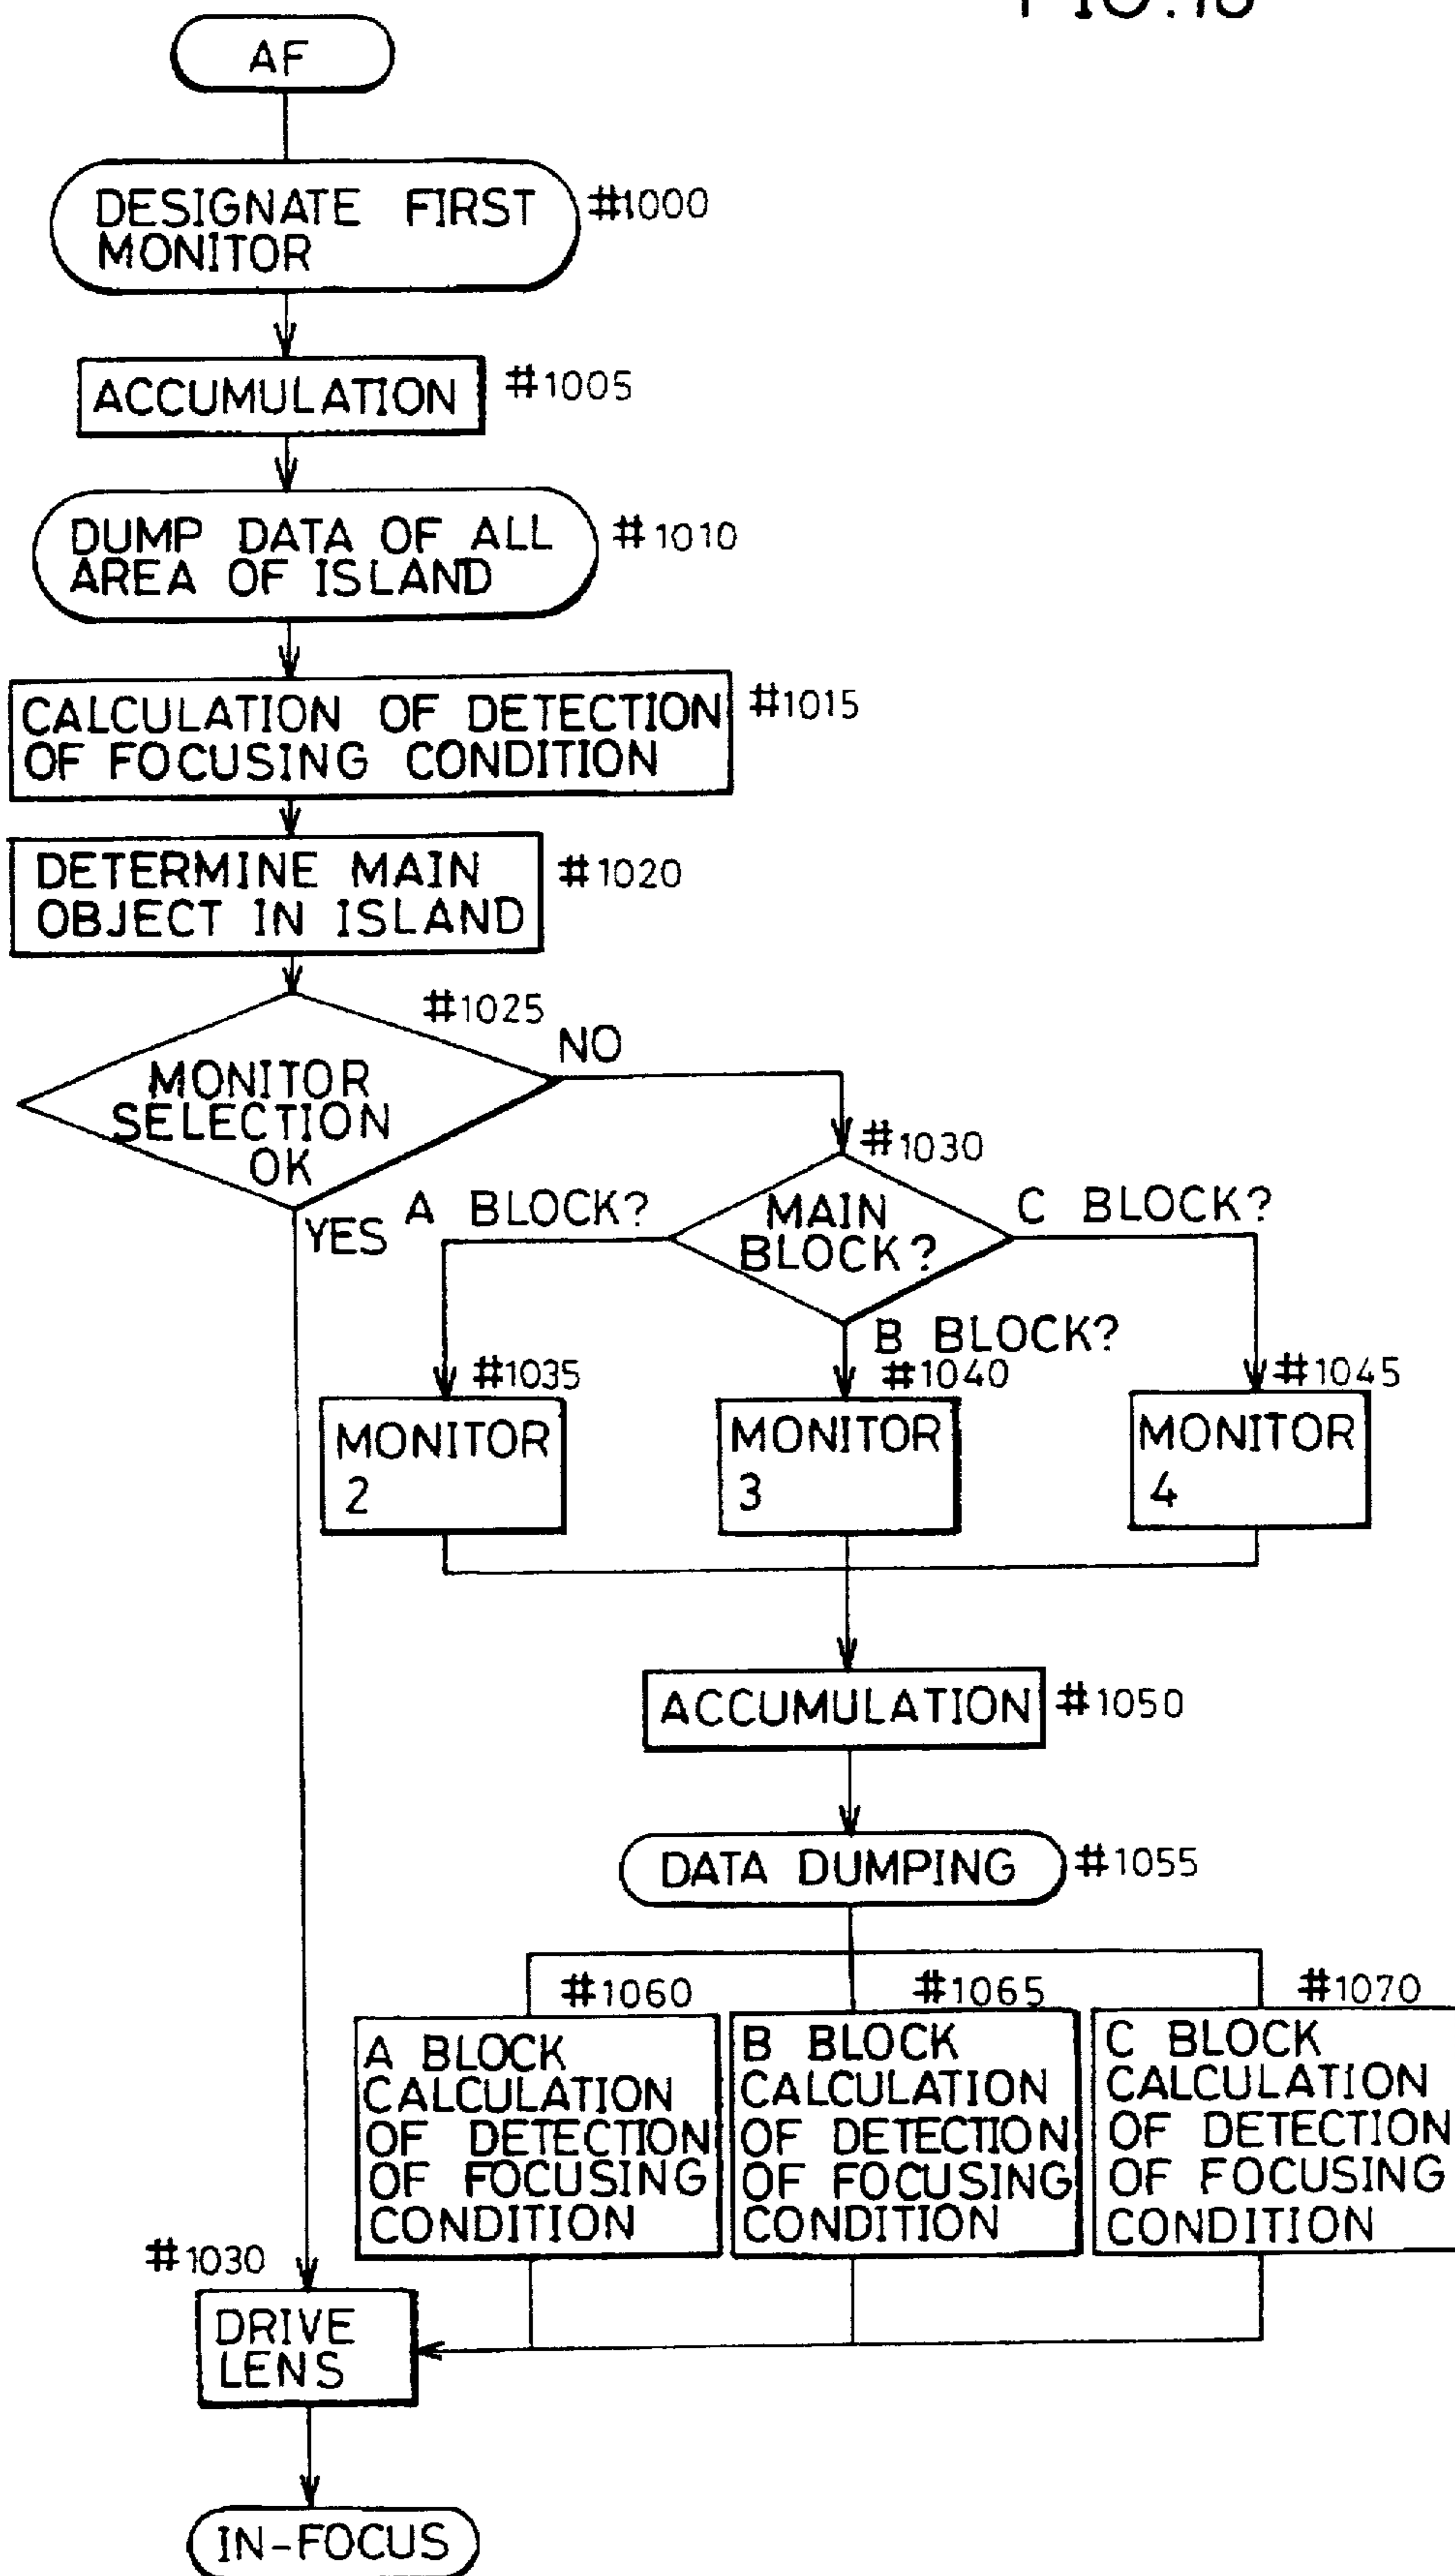 AF
DESIGNATE FIRST
MONITOR
#1000
ACCUMULATION
#1005
DUMP DATA OF ALL
AREA OF ISLAND
#1010
CALCULATION OF DETECTION
OF FOCUSING CONDITION
#1015
DETERMINE MAIN
OBJECT IN ISLAND
#1020
#1025
MONITOR
SELECTION
OK
NO
YES
#1030
MAIN
BLOCK?
A BLOCK?
C BLOCK?
B BLOCK?
#1035
MONITOR
2
#1040
MONITOR
3
#1045
MONITOR
4
ACCUMULATION
#1050
DATA DUMPING
#1055
#1060
A BLOCK
CALCULATION
OF DETECTION
OF FOCUSING
CONDITION
#1065
B BLOCK
CALCULATION
OF DETECTION
OF FOCUSING
CONDITION
#1070
C BLOCK
CALCULATION
OF DETECTION
OF FOCUSING
CONDITION
#1030
DRIVE
LENS
IN-FOCUS